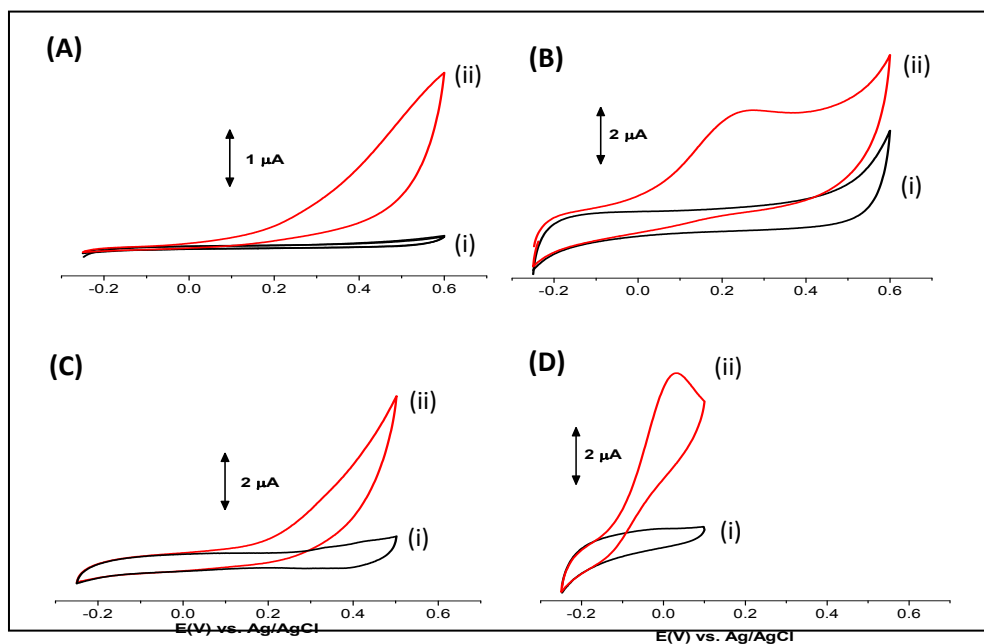 (A)
(ii)
1 µA
(i)
-0.2 0.0 0.2 0.4 0.6
(B)
(ii)
2 µA
(i)
-0.2 0.0 0.2 0.4 0.6
(C)
(ii)
2 µA
(i)
-0.2 0.0 0.2 0.4 0.6
E(V) vs. Ag/AgCl
(D)
(ii)
2 µA
(i)
-0.2 0.0 0.2 0.4 0.6
E(V) vs. Ag/AgCl